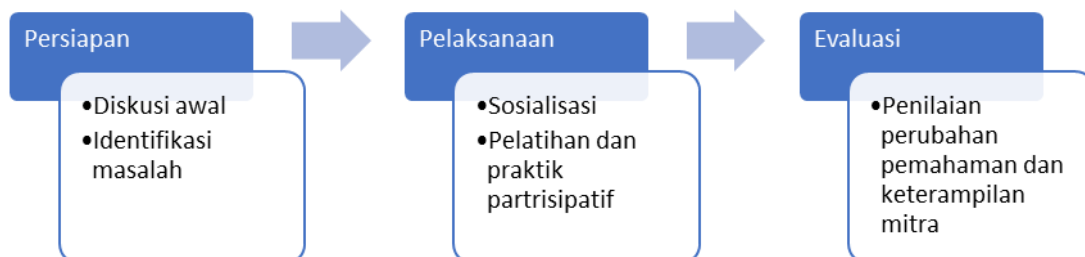 Persiapan
•Diskusi awal
•Identifikasi
masalah
Pelaksanaan
•Sosialisasi
•Pelatihan dan
praktik
partrisipatif
Evaluasi
•Penilaian
perubahan
pemahaman dan
keterampilan
mitra